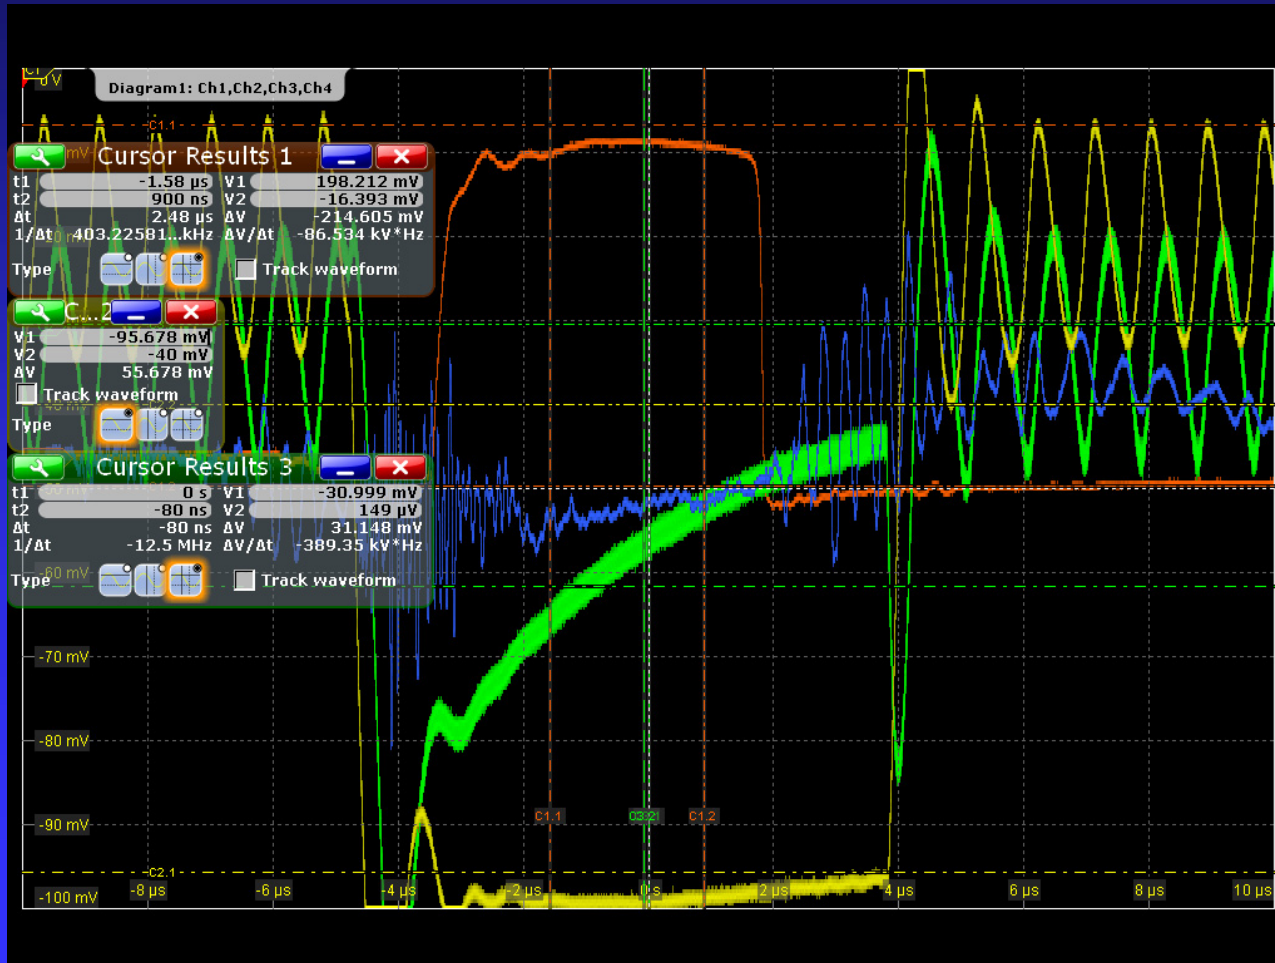 0 V
Diagram1: Ch1,Ch2,Ch3,Ch4
C1.1
mV
Cursor Results 1
t1 -1.58 µs V1 198.212 mV
t2 900 ns V2 -16.393 mV
Δt 2.48 µs ΔV -214.605 mV
1/Δt 403.22581...kHz ΔV/Δt -86.534 kV*Hz
Type Track waveform
C...2
V1 -95.678 mV
V2 -40 mV
ΔV 55.678 mV
Track waveform
Type
Cursor Results 3
t1 0 s V1 -30.999 mV
t2 -80 ns V2 149 µV
Δt -80 ns ΔV 31.148 mV
1/Δt -12.5 MHz ΔV/Δt -389.35 kV*Hz
-60 mV
Type Track waveform
-70 mV
-80 mV
C1.1 C1.2
-90 mV
C2.1
-100 mV -8 µs -6 µs -4 µs -2 µs 0 s 2 µs 4 µs 6 µs 8 µs 10 µs